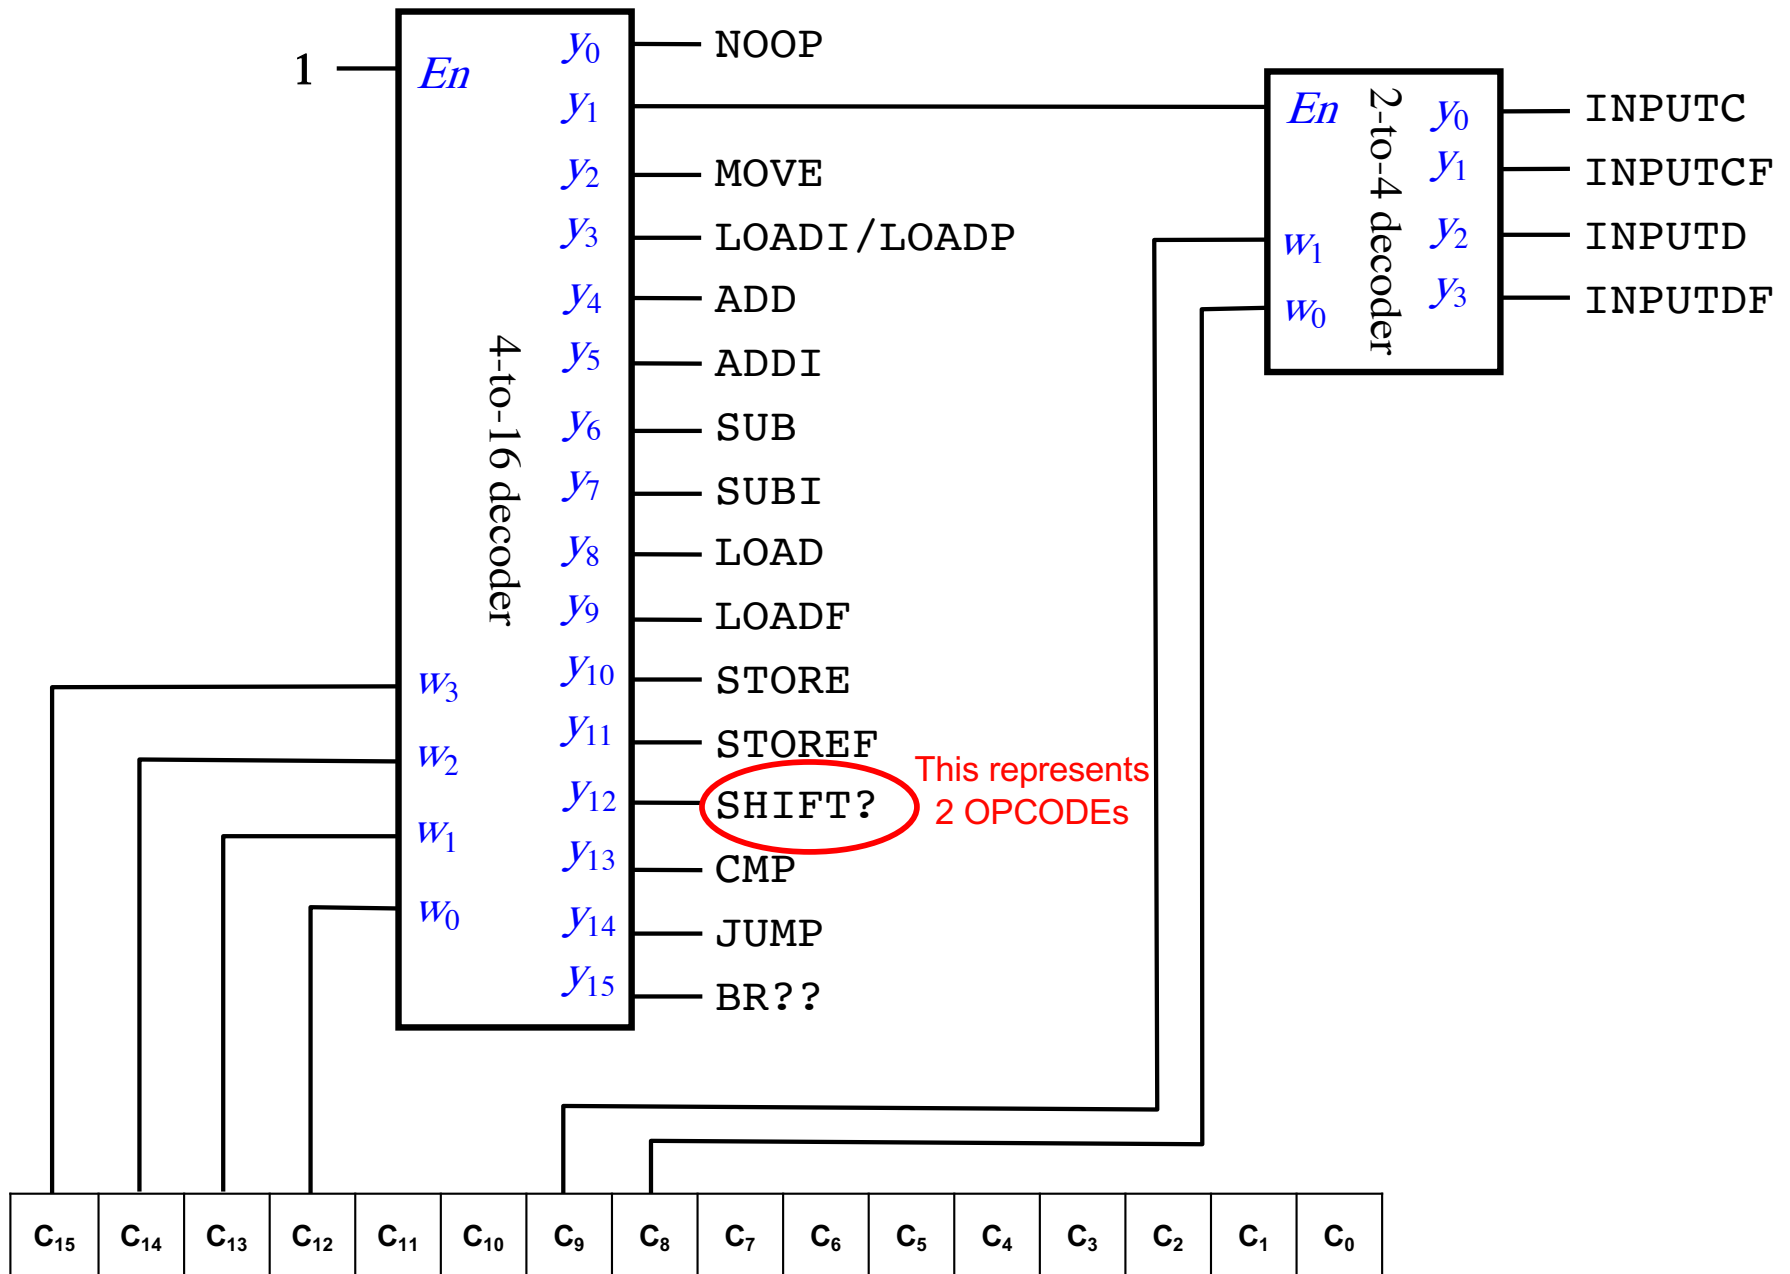 1
En
4-to-16 decoder
w3
w2
w1
w0
y0 NOOP
y1
y2 MOVE
y3 LOADI/LOADP
y4 ADD
y5 ADDI
y6 SUB
y7 SUBI
y8 LOAD
y9 LOADF
y10 STORE
y11 STOREF
y12 SHIFT?
y13 CMP
y14 JUMP
y15 BR??
This represents
2 OPCODEs
En
w1
w0
2-to-4 decoder
y0 INPUTC
y1 INPUTCF
y2 INPUTD
y3 INPUTDF
C15 C14 C13 C12 C11 C10 C9 C8 C7 C6 C5 C4 C3 C2 C1 C0